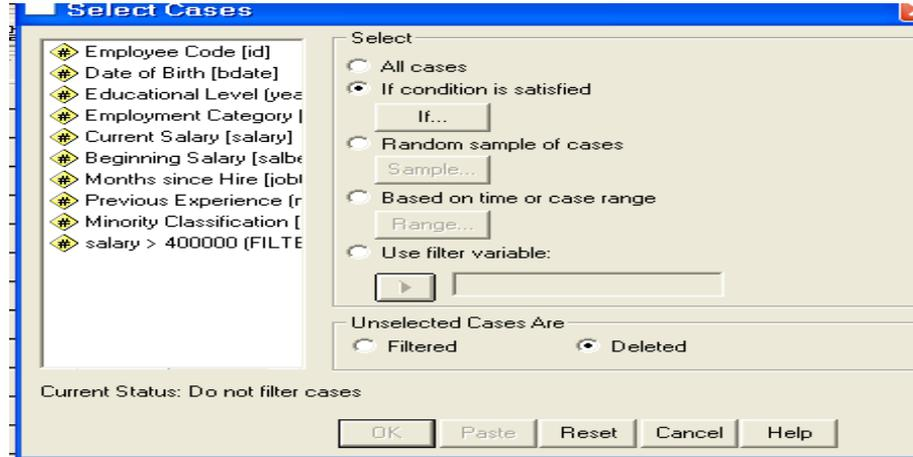 Select Cases
Employee Code [id]
Date of Birth [bdate]
Educational Level (yea
Employment Category [
Current Salary [salary]
Beginning Salary [salbe
Months since Hire [job
Previous Experience (r
Minority Classification [
salary > 400000 (FILTE
Select
All cases
If condition is satisfied
If...
Random sample of cases
Sample...
Based on time or case range
Range...
Use filter variable:
Unselected Cases Are
Filtered
Deleted
Current Status: Do not filter cases
OK
Paste
Reset
Cancel
Help